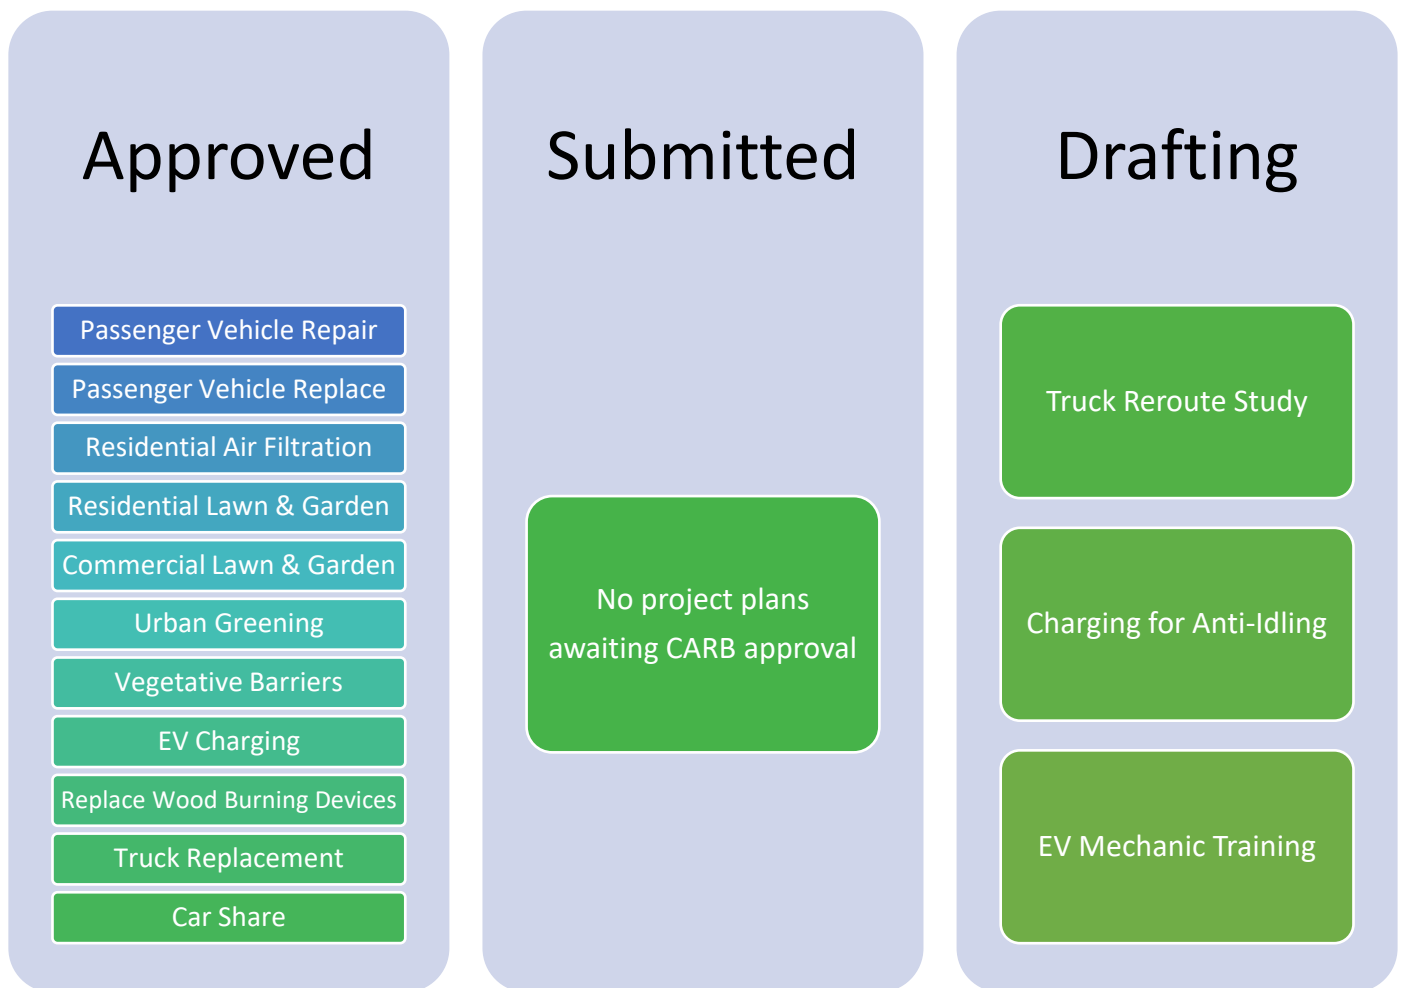 Approved
Passenger Vehicle Repair
Passenger Vehicle Replace
Residential Air Filtration
Residential Lawn & Garden
Commercial Lawn & Garden
Urban Greening
Vegetative Barriers
EV Charging
Replace Wood Burning Devices
Truck Replacement
Car Share
Submitted
No project plans
awaiting CARB approval
Drafting
Truck Reroute Study
Charging for Anti-Idling
EV Mechanic Training